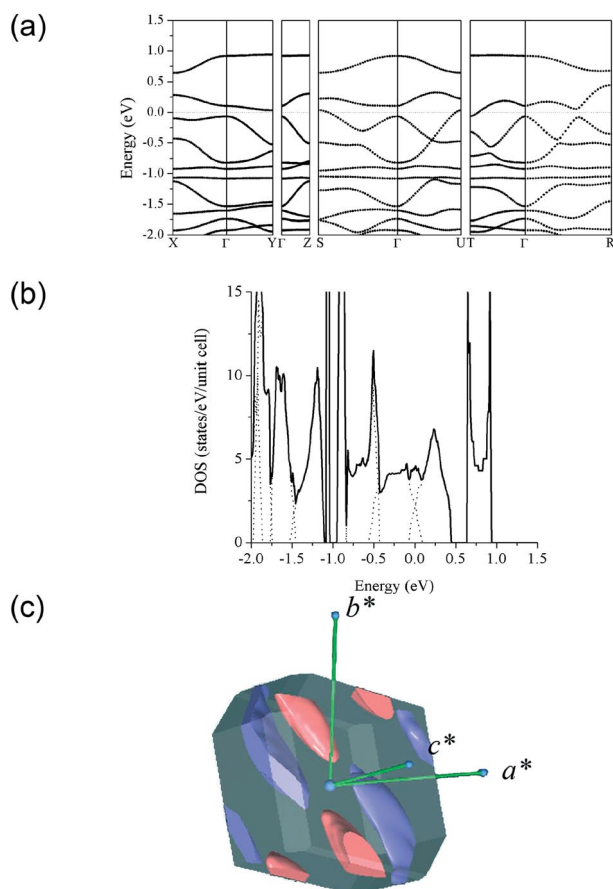 (a)
Energy (eV)
1.5
1.0
0.5
0.0
-0.5
-1.0
-1.5
-2.0
X Γ YΓ Z S Γ UT Γ R
(b)
DOS (states/eV/unit cell)
15
10
5
0
-2.0 -1.5 -1.0 -0.5 0.0 0.5 1.0 1.5
Energy (eV)
(c)
b*
c*
a*